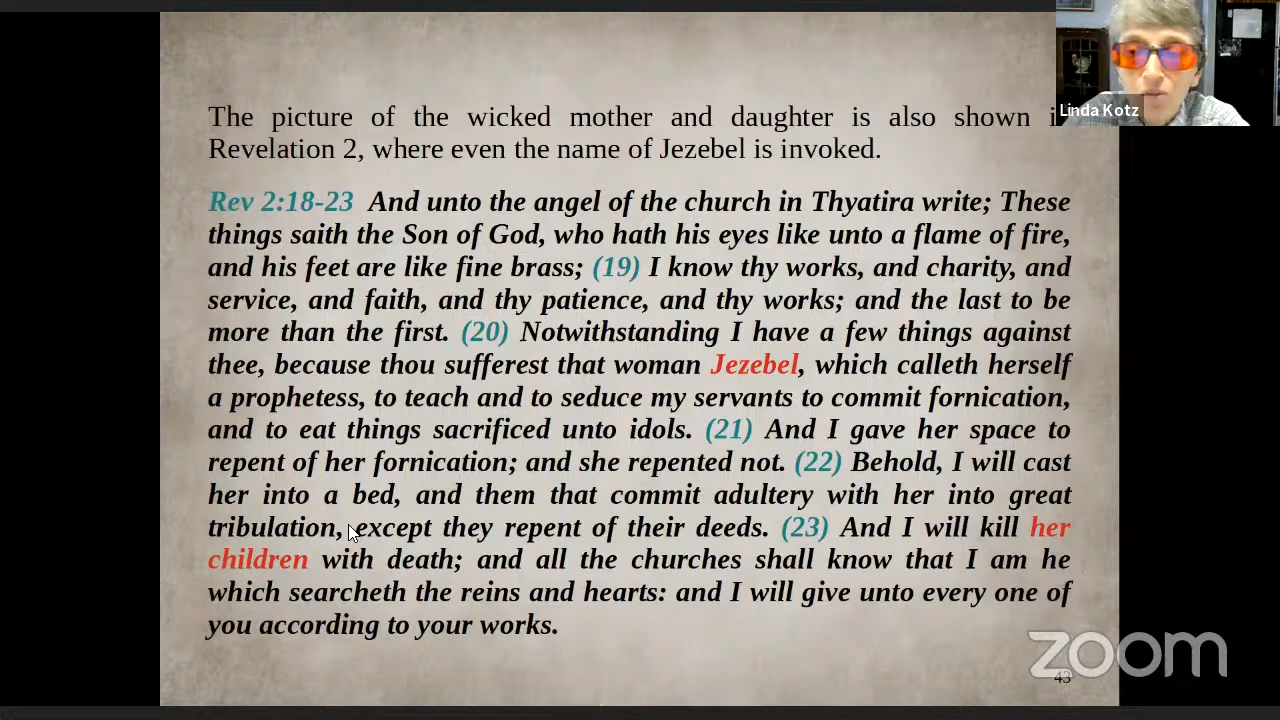 The picture of the wicked mother and daughter is also shown
Revelation 2, where even the name of Jezebel is invoked.
Rev 2:18-23 And unto the angel of the church in Thyatira write; These
things saith the Son of God, who hath his eyes like unto a flame of fire,
and his feet are like fine brass; (19) I know thy works, and charity, and
service, and faith, and thy patience, and thy works; and the last to be
more than the first. (20) Notwithstanding I have a few things against
thee, because thou sufferest that woman Jezebel, which calleth herself
a prophetess, to teach and to seduce my servants to commit fornication,
and to eat things sacrificed unto idols. (21) And I gave her space to
repent of her fornication; and she repented not. (22) Behold, I will cast
her into a bed, and them that commit adultery with her into great
tribulation, except they repent of their deeds. (23) And I will kill her
children with death; and all the churches shall know that I am he
which searcheth the reins and hearts: and I will give unto every one of
you according to your works.
Linda Kotz
zoom
43